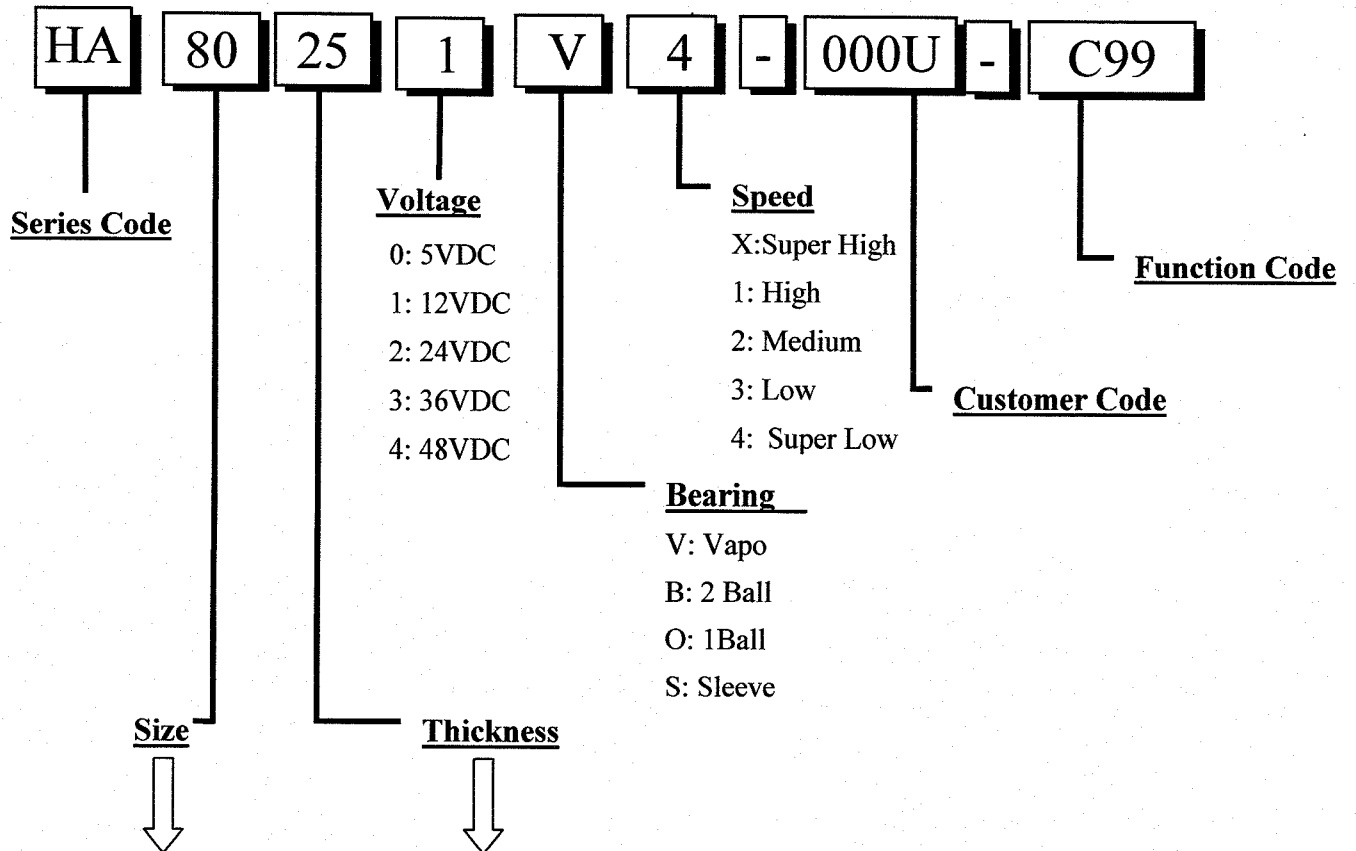 HA 80 25 1 V 4 - 000U - C99
Series Code
Voltage
0: 5VDC
1: 12VDC
2: 24VDC
3: 36VDC
4: 48VDC
Speed
X:Super High
1: High
2: Medium
3: Low
4: Super Low
Function Code
Customer Code
Bearing
V: Vapo
B: 2 Ball
O: 1Ball
S: Sleeve
Size
Thickness